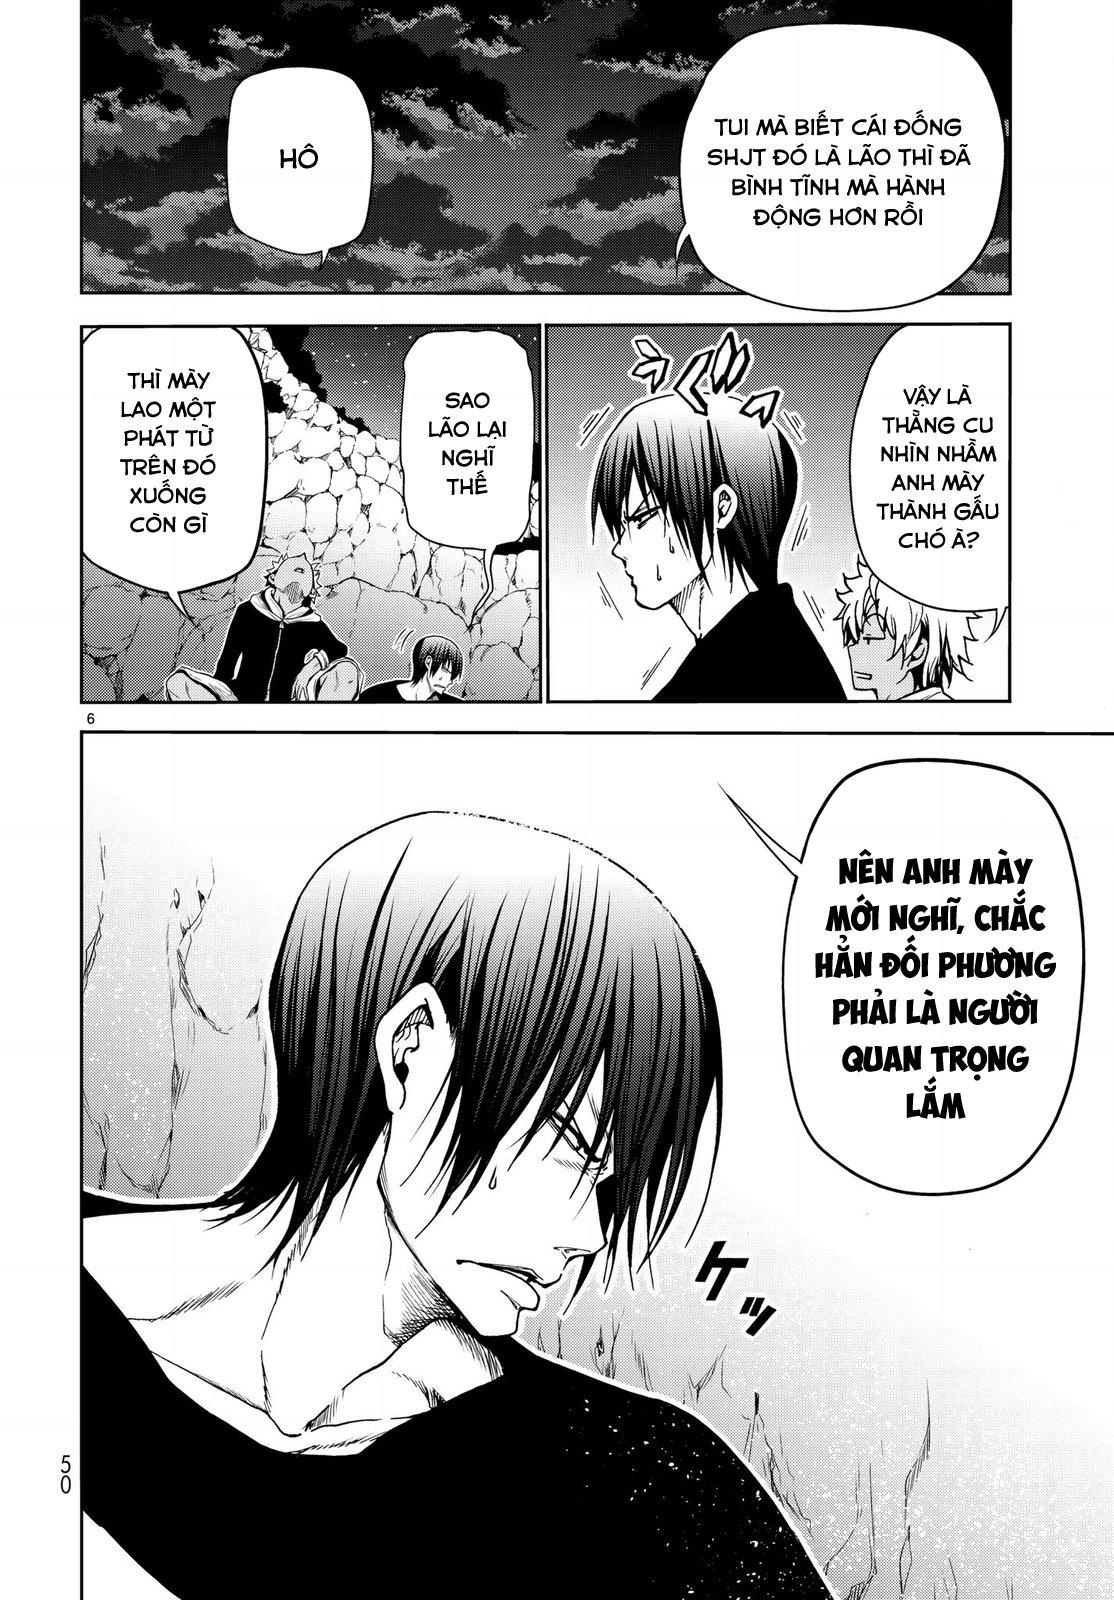 TUI MÀ BIẾT CÁI ĐỐNG
SHJT ĐÓ LÀ LÃO THÌ ĐÃ
BÌNH TĨNH MÀ HÀNH
ĐỘNG HƠN RỒI
HÔ
VẬY LÀ
THẰNG CU
NHÌN NHẦM
ANH MÀY
THÀNH GẤU
CHÓ À?
SAO
LÃO LẠI
NGHĨ
THẾ
THÌ MÀY
LAO MỘT
PHÁT TỪ
TRÊN ĐÓ
XUỐNG
CÒN GÌ
6
NÊN ANH MÀY
MỚI NGHĨ, CHẮC
HẲN ĐỐI PHƯƠNG
PHẢI LÀ NGƯỜI
QUAN TRỌNG
LẮM
ケッ
50